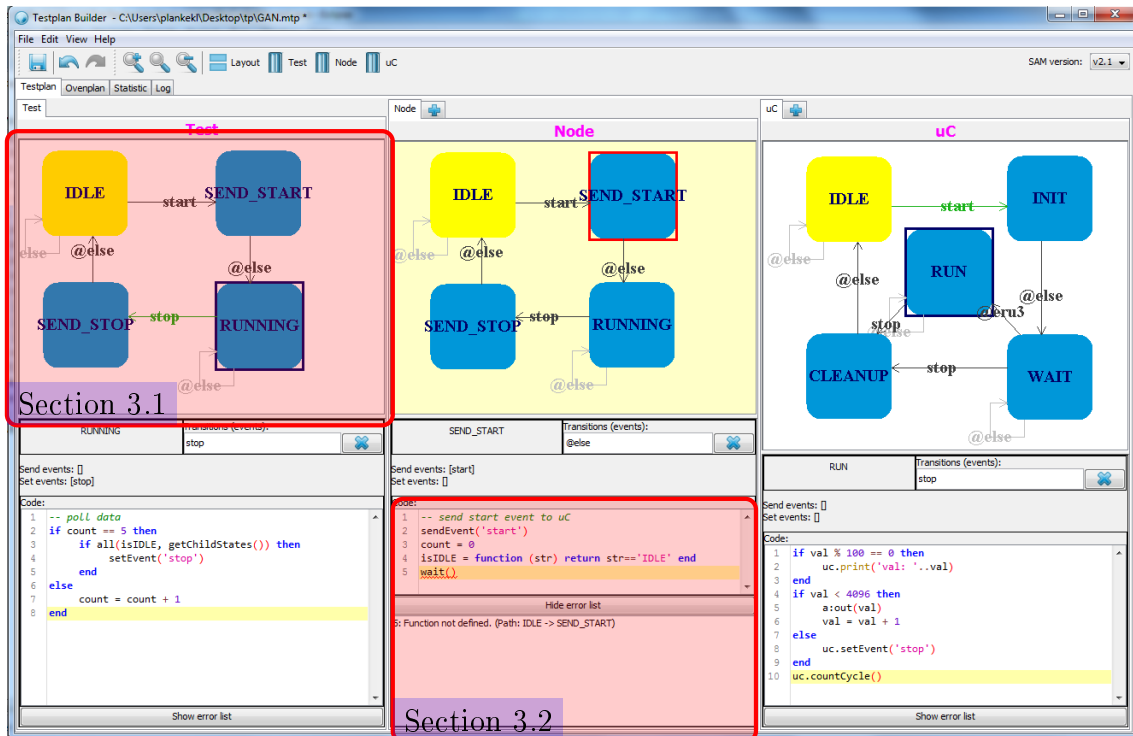 Testplan Builder - C:\Users\plankekl\Desktop\tp\GAN.mtp *
File Edit View Help
Layout Test Node uC SAM version: v2.1
Testplan Ovenplan Statistic Log
Test
Test
IDLE
SEND_START
start
else
@else
@else
SEND_STOP
stop
RUNNING
@else
Section 3.1
RUNNING
Transitions (events):
stop
Send events: []
Set events: [stop]
Code:
1 -- poll data
2 if count == 5 then
3 if all(isIDLE, getChildStates()) then
4 setEvent('stop')
5 end
6 else
7 count = count + 1
8 end
Show error list
Node
Node
IDLE
SEND_START
start
@else
@else
@else
SEND_STOP
stop
RUNNING
@else
SEND_START
Transitions (events):
@else
Send events: [start]
Set events: []
Code:
1 -- send start event to uC
2 sendEvent('start')
3 count = 0
4 isIDLE = function (str) return str=='IDLE' end
5 wait()
Hide error list
5: Function not defined. (Path: IDLE -> SEND_START)
Section 3.2
uC
uC
IDLE
INIT
start
@else
RUN
@else
@else
@else
@eru3
stop
CLEANUP
stop
WAIT
@else
RUN
Transitions (events):
stop
Send events: []
Set events: []
Code:
1 if val % 100 == 0 then
2 uc.print('val: '..val)
3 end
4 if val < 4096 then
5 a:out(val)
6 val = val + 1
7 else
8 uc.setEvent('stop')
9 end
10 uc.countCycle()
Show error list